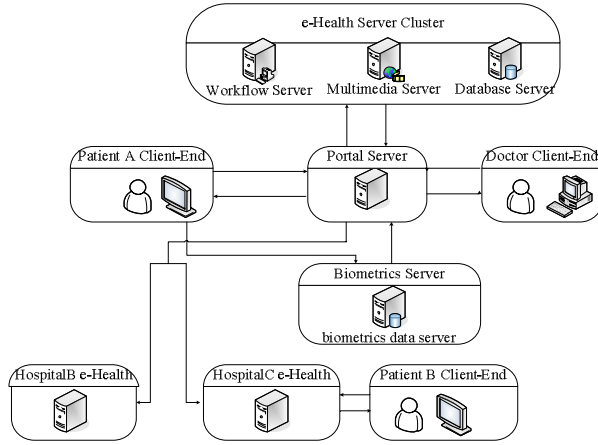 e-Health Server Cluster
Workflow Server
Multimedia Server
Database Server
Patient A Client-End
Portal Server
Doctor Client-End
Biometrics Server
biometrics data server
HospitalB e-Health
HospitalC e-Health
Patient B Client-End